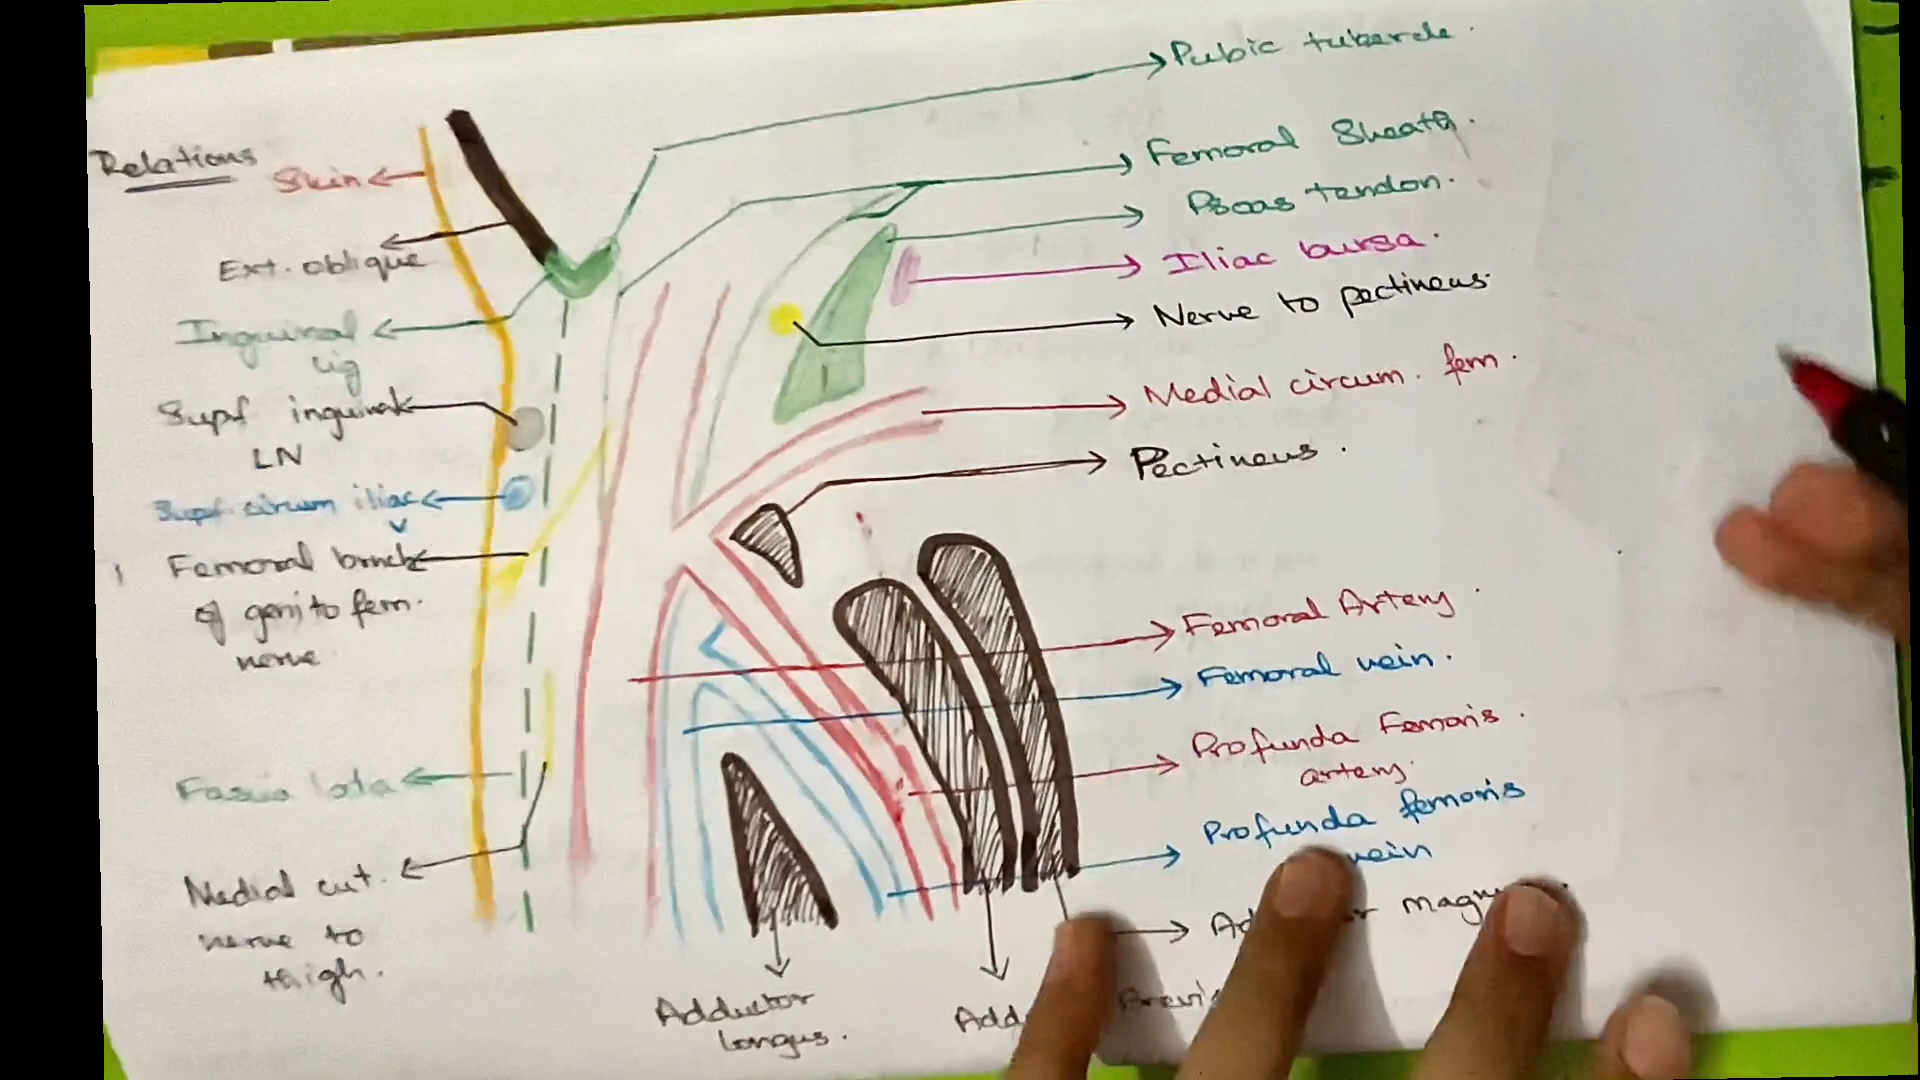 Relations
Skin
Ext. oblique
Inguinal
lig
Supf inguinal
LN
Supf circum iliac
v
Femoral branch
of genito fem.
nerve
Fascia lata
Medial cut.
nerve to
thigh.
Pubic tubercle.
Femoral Sheath.
Psoas tendon.
Iliac bursa.
Nerve to pectineus.
Medial circum. fem.
Pectineus.
Femoral Artery.
Femoral vein.
Profunda Femoris.
artery.
Profunda femoris
vein
Adductor
longus.